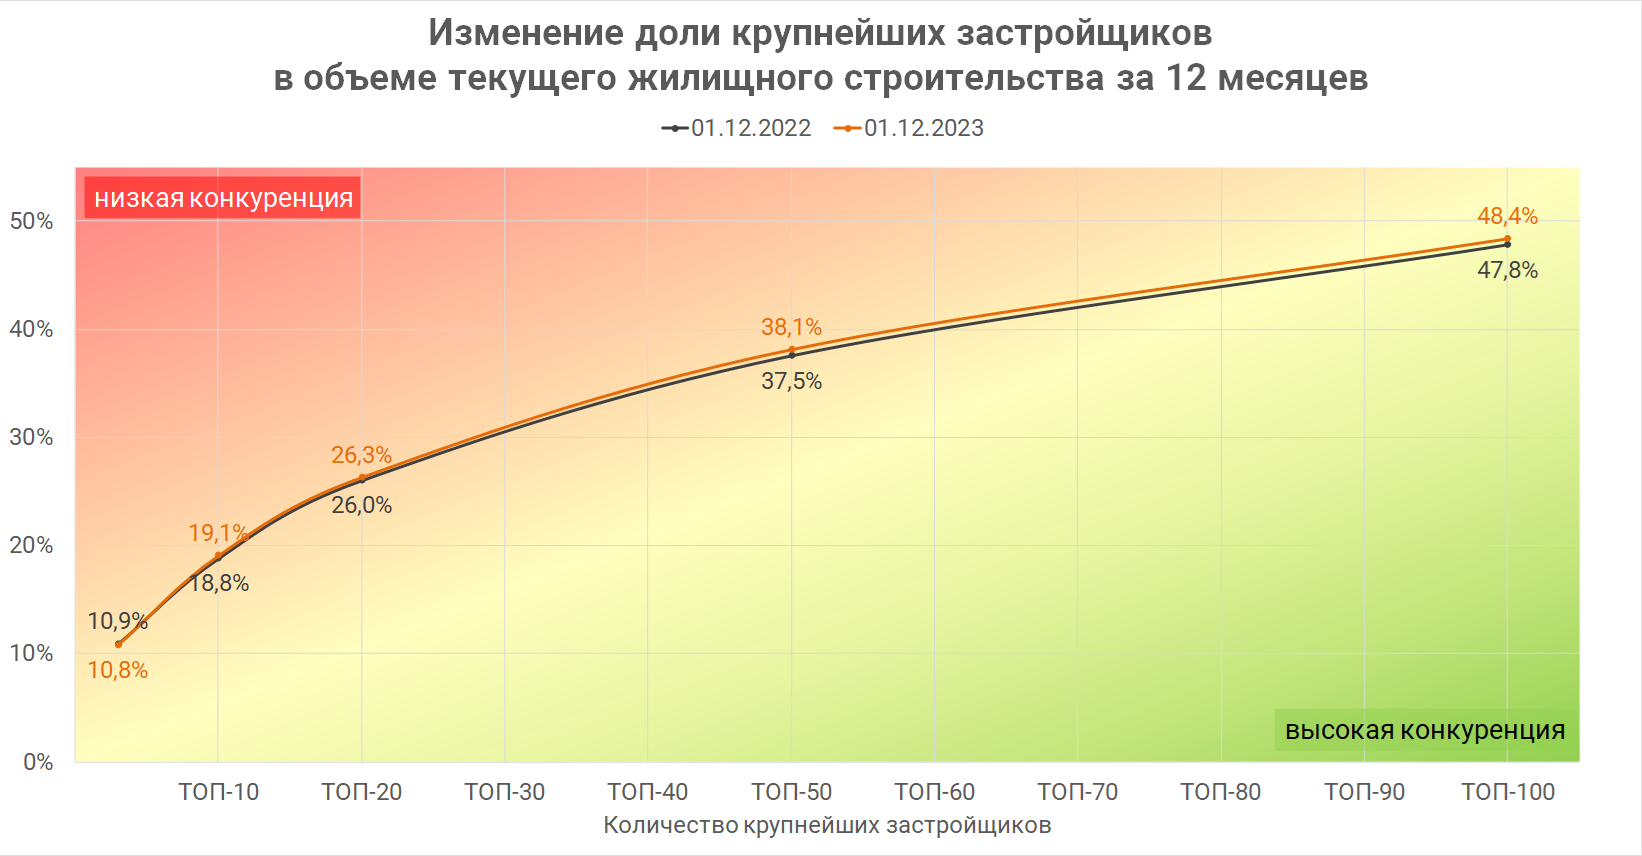 Изменение доли крупнейших застройщиков
в объеме текущего жилищного строительства за 12 месяцев
01.12.2022 01.12.2023
низкая конкуренция
50%
40%
30%
20%
10%
0%
48,4%
47,8%
38,1%
37,5%
26,3%
26,0%
19,1%
18,8%
10,9%
10,8%
высокая конкуренция
ТОП-10 ТОП-20 ТОП-30 ТОП-40 ТОП-50 ТОП-60 ТОП-70 ТОП-80 ТОП-90 ТОП-100
Количество крупнейших застройщиков